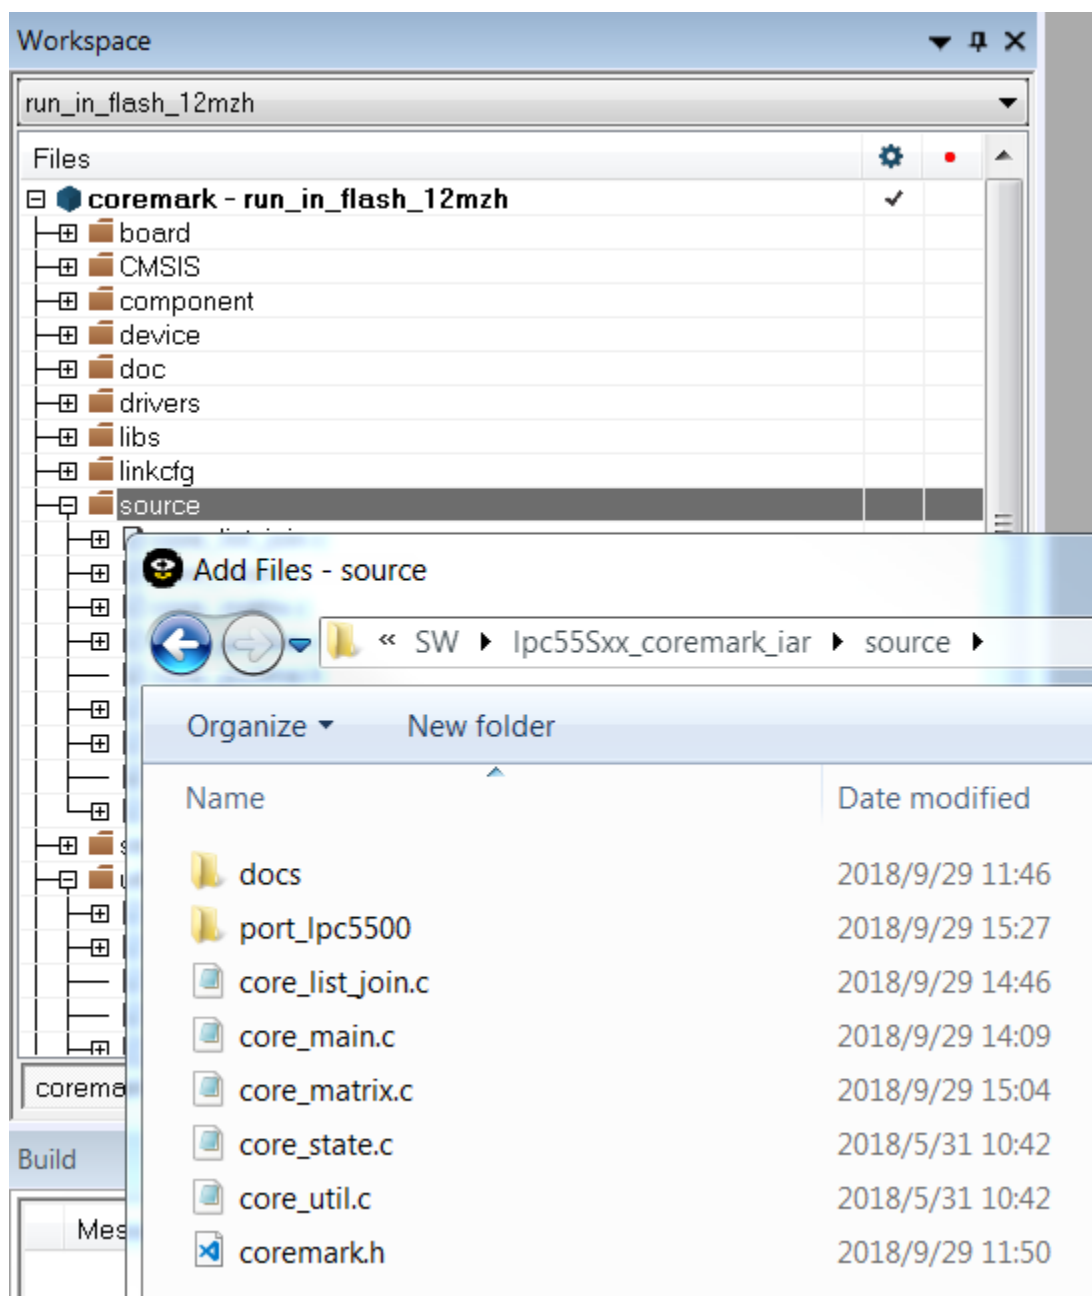 Workspace
run_in_flash_12mzh
Files
coremark - run_in_flash_12mzh
board
CMSIS
component
device
doc
drivers
libs
linkcfg
source
Add Files - source
« SW lpc55Sxx_coremark_iar source
Organize New folder
Name Date modified
docs 2018/9/29 11:46
port_lpc5500 2018/9/29 15:27
core_list_join.c 2018/9/29 14:46
core_main.c 2018/9/29 14:09
core_matrix.c 2018/9/29 15:04
core_state.c 2018/5/31 10:42
core_util.c 2018/5/31 10:42
coremark.h 2018/9/29 11:50
corema
Build
Mes